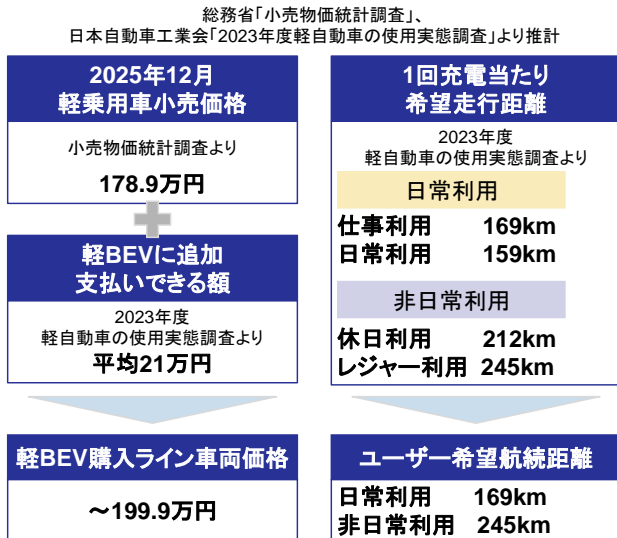 総務省「小売物価統計調査」、
日本自動車工業会「2023年度軽自動車の使用実態調査」より推計
2025年12月
軽乗用車小売価格
小売物価統計調査より
178.9万円
軽BEVに追加
支払いできる額
2023年度
軽自動車の使用実態調査より
平均21万円
軽BEV購入ライン車両価格
～199.9万円
1回充電当たり
希望走行距離
2023年度
軽自動車の使用実態調査より
日常利用
仕事利用 169km
日常利用 159km
非日常利用
休日利用 212km
レジャー利用 245km
ユーザー希望航続距離
日常利用 169km
非日常利用 245km